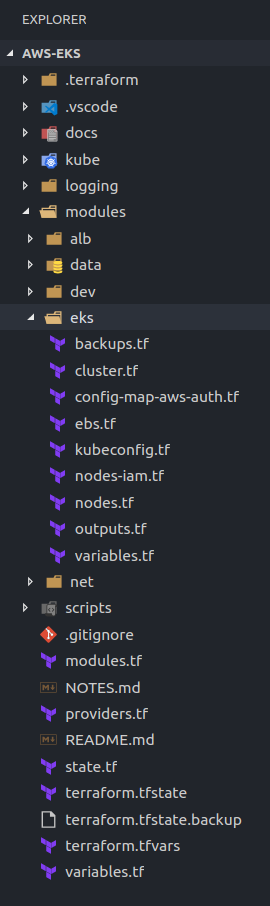 EXPLORER
AWS-EKS
.terraform
.vscode
docs
kube
logging
modules
alb
data
dev
eks
backups.tf
cluster.tf
config-map-aws-auth.tf
ebs.tf
kubeconfig.tf
nodes-iam.tf
nodes.tf
outputs.tf
variables.tf
net
scripts
.gitignore
modules.tf
NOTES.md
providers.tf
README.md
state.tf
terraform.tfstate
terraform.tfstate.backup
terraform.tfvars
variables.tf